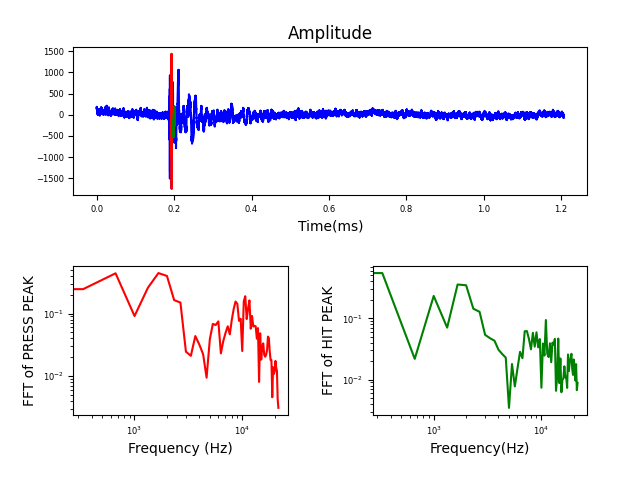 Amplitude
1500
1000
500
0
−500
−1000
−1500
0.0 0.2 0.4 0.6 0.8 1.0 1.2
Time(ms)
FFT of PRESS PEAK
10⁻¹
10⁻²
10³ 10⁴
Frequency (Hz)
FFT of HIT PEAK
10⁻¹
10⁻²
10³ 10⁴
Frequency(Hz)